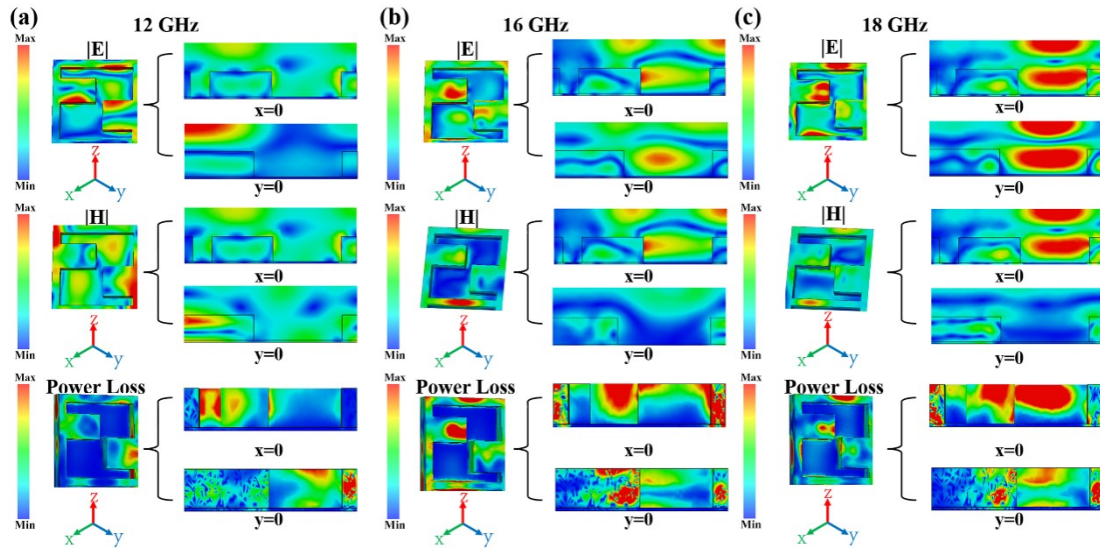 (a) 12 GHz
Max
Min
|E|
x=0
y=0
z
x y
Max
Min
|H|
x=0
y=0
z
x y
Max
Min
Power Loss
x=0
y=0
z
x y
(b) 16 GHz
Max
Min
|E|
x=0
y=0
z
x y
Max
Min
|H|
x=0
y=0
z
x y
Max
Min
Power Loss
x=0
y=0
z
x y
(c) 18 GHz
Max
Min
|E|
x=0
y=0
z
x y
Max
Min
|H|
x=0
y=0
z
x y
Max
Min
Power Loss
x=0
y=0
z
x y